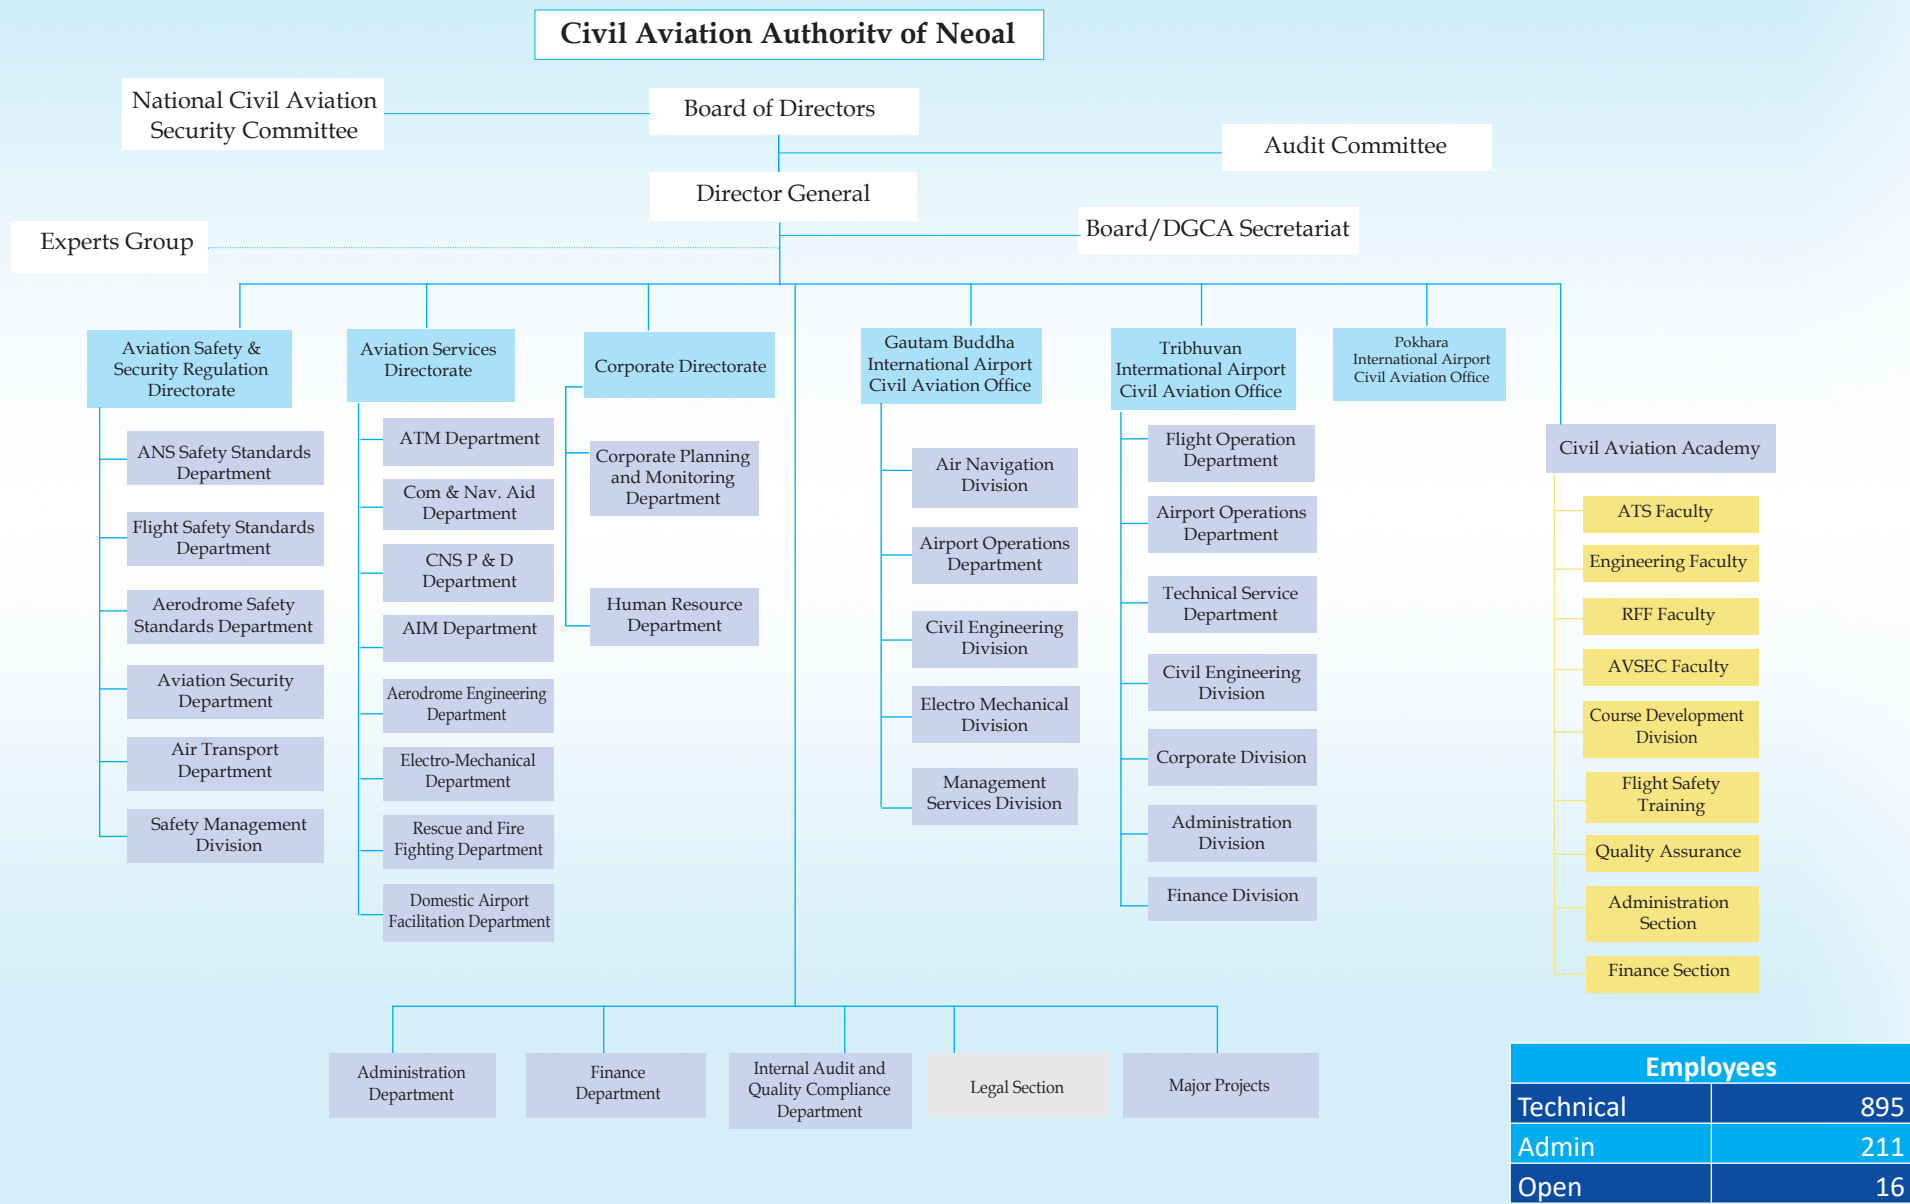 Civil Aviation Authoritv of Neoal
National Civil Aviation
Security Committee
Board of Directors
Audit Committee
Director General
Experts Group
Board/DGCA Secretariat
Aviation Safety &
Security Regulation
Directorate
ANS Safety Standards
Department
Flight Safety Standards
Department
Aerodrome Safety
Standards Department
Aviation Security
Department
Air Transport
Department
Safety Management
Division
Aviation Services
Directorate
ATM Department
Com & Nav. Aid
Department
CNS P & D
Department
AIM Department
Aerodrome Engineering
Department
Electro-Mechanical
Department
Rescue and Fire
Fighting Department
Domestic Airport
Facilitation Department
Corporate Directorate
Corporate Planning
and Monitoring
Department
Human Resource
Department
Gautam Buddha
International Airport
Civil Aviation Office
Air Navigation
Division
Airport Operations
Department
Civil Engineering
Division
Electro Mechanical
Division
Management
Services Division
Tribhuvan
Intermational Airport
Civil Aviation Office
Flight Operation
Department
Airport Operations
Department
Technical Service
Department
Civil Engineering
Division
Corporate Division
Administration
Division
Finance Division
Pokhara
International Airport
Civil Aviation Office
Civil Aviation Academy
ATS Faculty
Engineering Faculty
RFF Faculty
AVSEC Faculty
Course Development
Division
Flight Safety
Training
Quality Assurance
Administration
Section
Finance Section
Administration
Department
Finance
Department
Internal Audit and
Quality Compliance
Department
Legal Section
Major Projects
Employees
Technical 895
Admin 211
Open 16